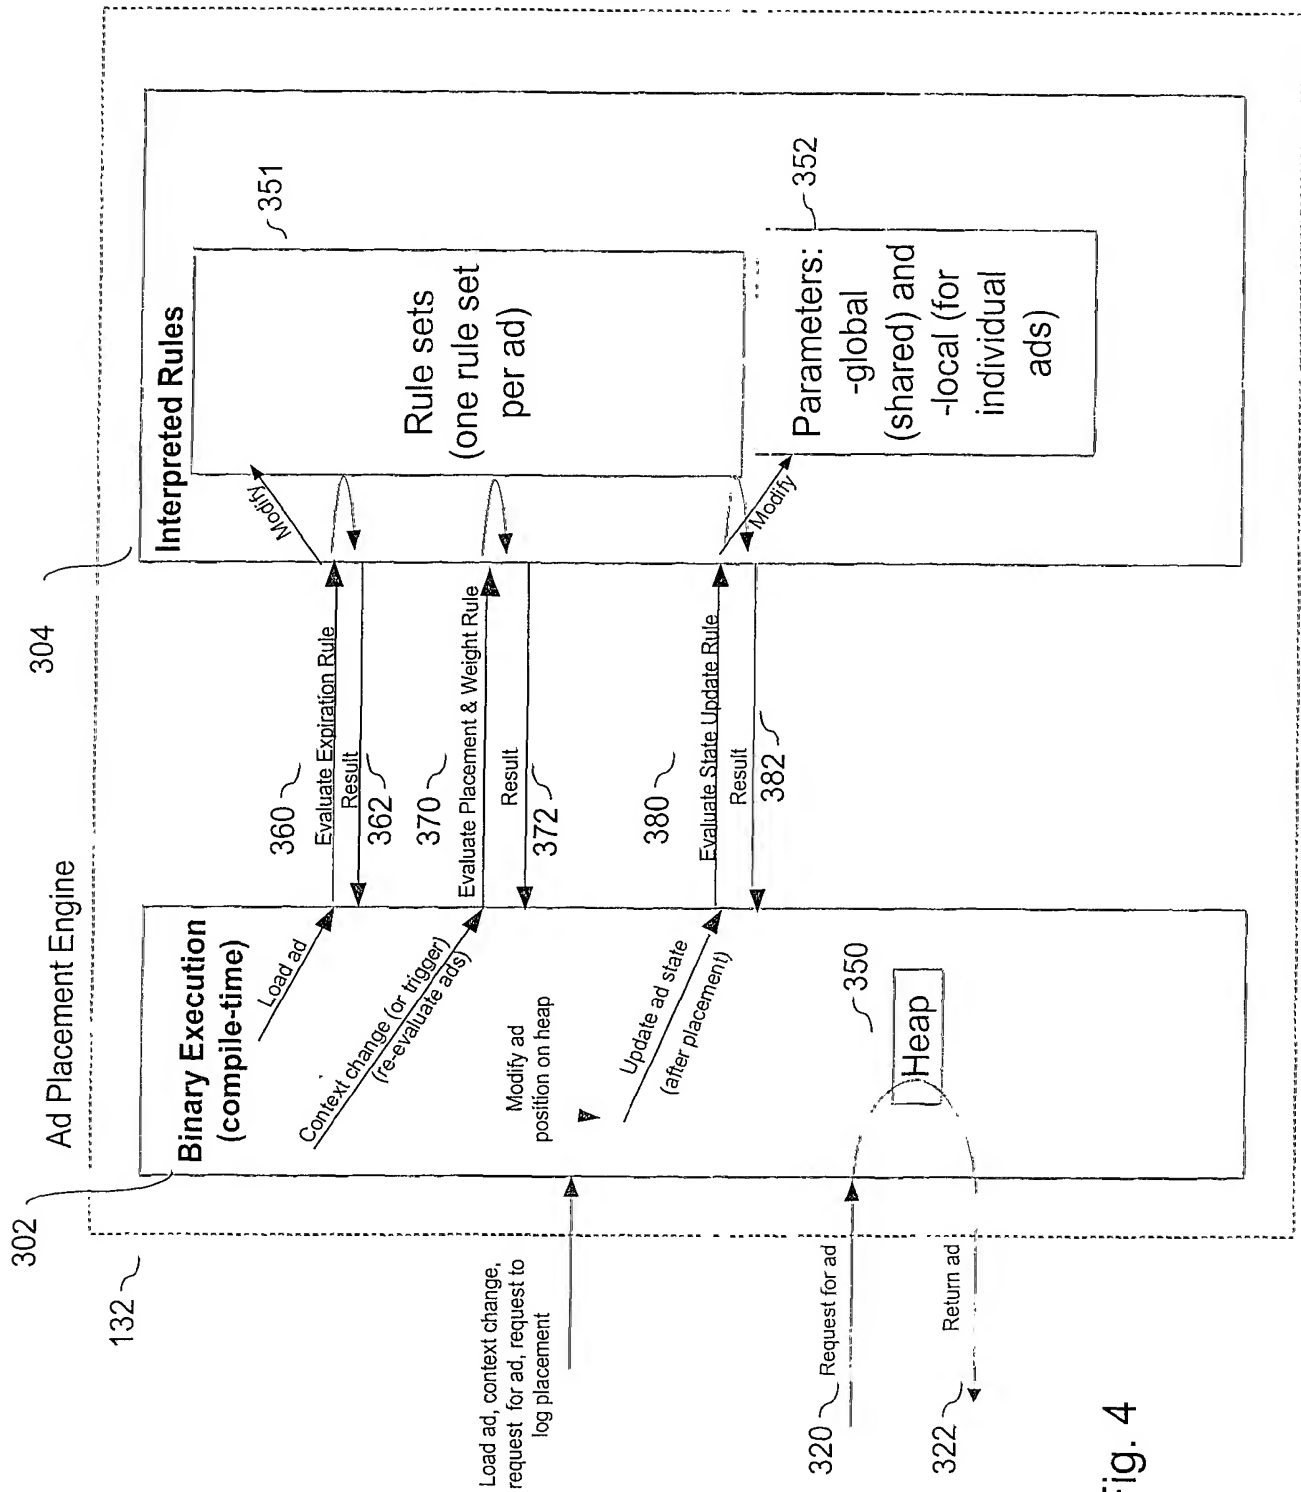 Ad Placement Engine
132
302
304
Binary Execution
(compile-time)
Load ad
Context change (or trigger)
(re-evaluate ads)
Modify ad
position on heap
Update ad state
(after placement)
350
Heap
Load ad, context change,
request for ad, request to
log placement
320
Request for ad
322
Return ad
360
Evaluate Expiration Rule
Result
362
370
Evaluate Placement & Weight Rule
Result
372
380
Evaluate State Update Rule
Result
382
Interpreted Rules
Modify
351
Rule sets
(one rule set
per ad)
Modify
352
Parameters:
-global
(shared) and
-local (for
individual
ads)
Fig. 4